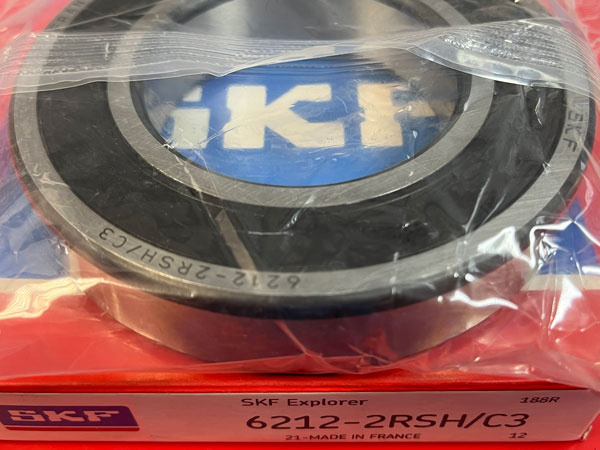 SKF
SKF
6212-2RSH/C3
SKF Explorer
188R
SKF
6212-2RSH/C3
21-MADE IN FRANCE
12